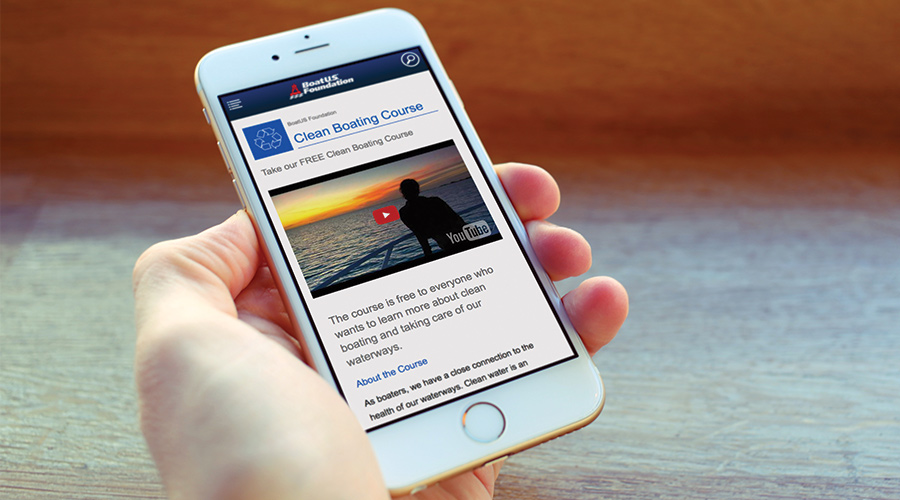 BoatU.S.
Foundation
BoatUS Foundation
Clean Boating Course
Take our FREE Clean Boating Course
YouTube
The course is free to everyone who
wants to learn more about clean
boating and taking care of our
waterways.
About the Course
As boaters, we have a close connection to the
health of our waterways. Clean water is an